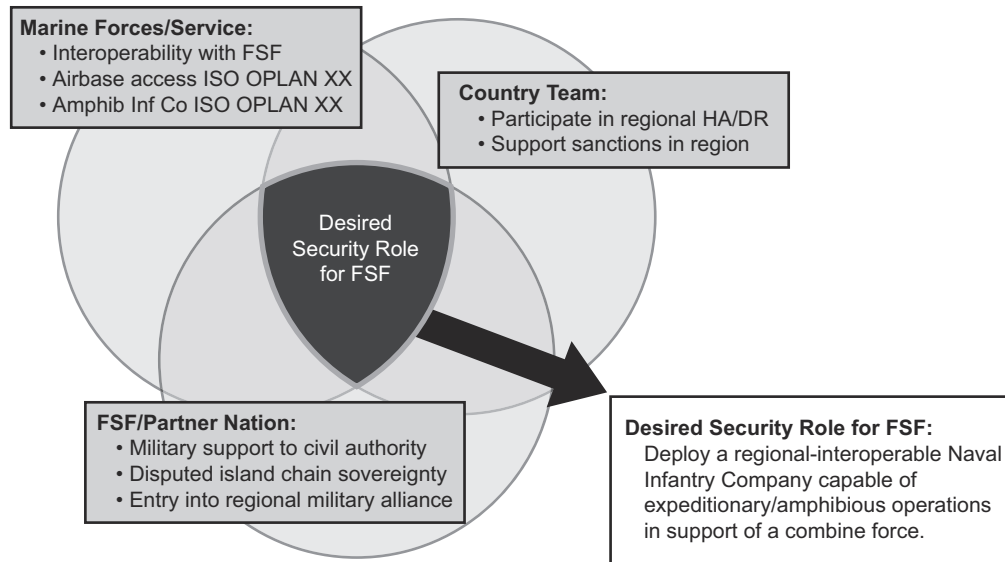 Marine Forces/Service:
• Interoperability with FSF
• Airbase access ISO OPLAN XX
• Amphib Inf Co ISO OPLAN XX
Country Team:
• Participate in regional HA/DR
• Support sanctions in region
Desired
Security Role
for FSF
FSF/Partner Nation:
• Military support to civil authority
• Disputed island chain sovereignty
• Entry into regional military alliance
Desired Security Role for FSF:
Deploy a regional-interoperable Naval
Infantry Company capable of
expeditionary/amphibious operations
in support of a combine force.